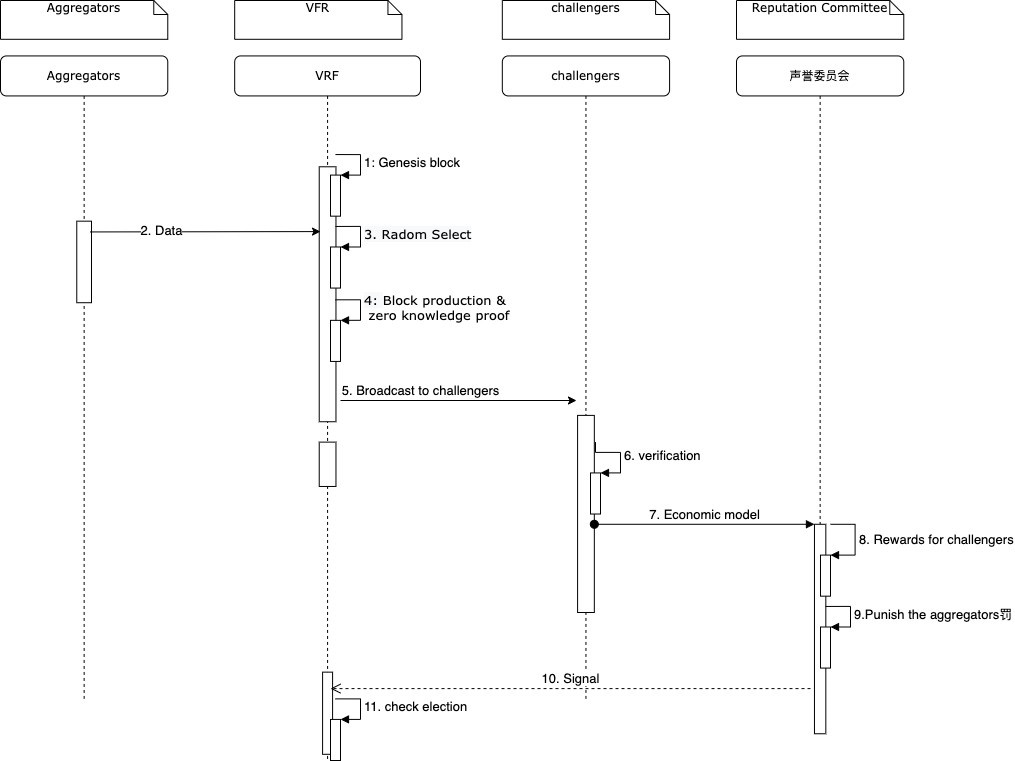 Aggregators
VFR
challengers
Reputation Committee
Aggregators
VRF
challengers
声誉委员会
1: Genesis block
2. Data
3. Radom Select
4: Block production &
zero knowledge proof
5. Broadcast to challengers
6. verification
7. Economic model
8. Rewards for challengers
9.Punish the aggregators罚
10. Signal
11. check election